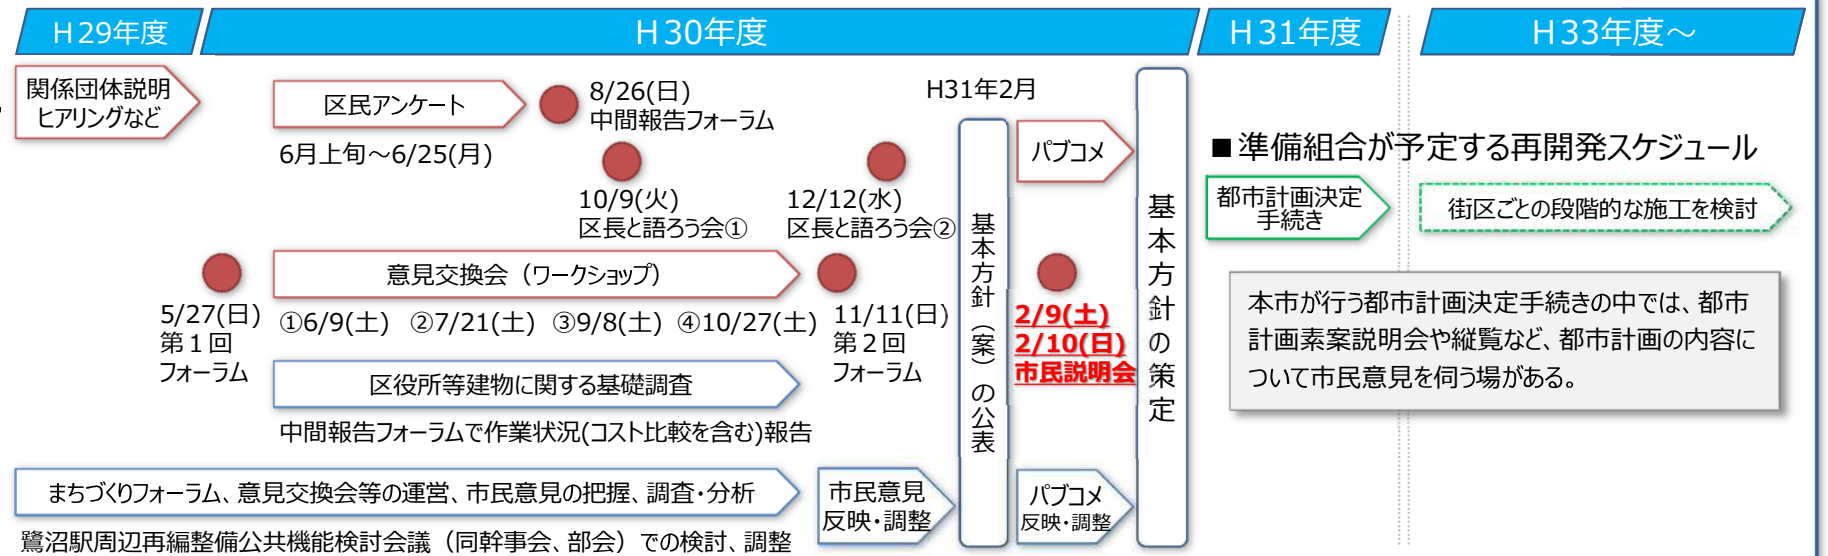 H29年度
H30年度
H31年度
H33年度～
関係団体説明
ヒアリングなど
区民アンケート
6月上旬～6/25(月)
8/26(日)
中間報告フォーラム
10/9(火)
区長と語ろう会①
12/12(水)
区長と語ろう会②
H31年2月
基本方針（案）の公表
パブコメ
基本方針の策定
■準備組合が予定する再開発スケジュール
都市計画決定
手続き
街区ごとの段階的な施工を検討
5/27(日)
第１回
フォーラム
意見交換会（ワークショップ）
①6/9(土) ②7/21(土) ③9/8(土) ④10/27(土)
11/11(日)
第２回
フォーラム
2/9(土)
2/10(日)
市民説明会
本市が行う都市計画決定手続きの中では、都市
計画素案説明会や縦覧など、都市計画の内容に
ついて市民意見を伺う場がある。
区役所等建物に関する基礎調査
中間報告フォーラムで作業状況(コスト比較を含む)報告
まちづくりフォーラム、意見交換会等の運営、市民意見の把握、調査・分析
市民意見
反映・調整
パブコメ
反映・調整
鷺沼駅周辺再編整備公共機能検討会議（同幹事会、部会）での検討、調整